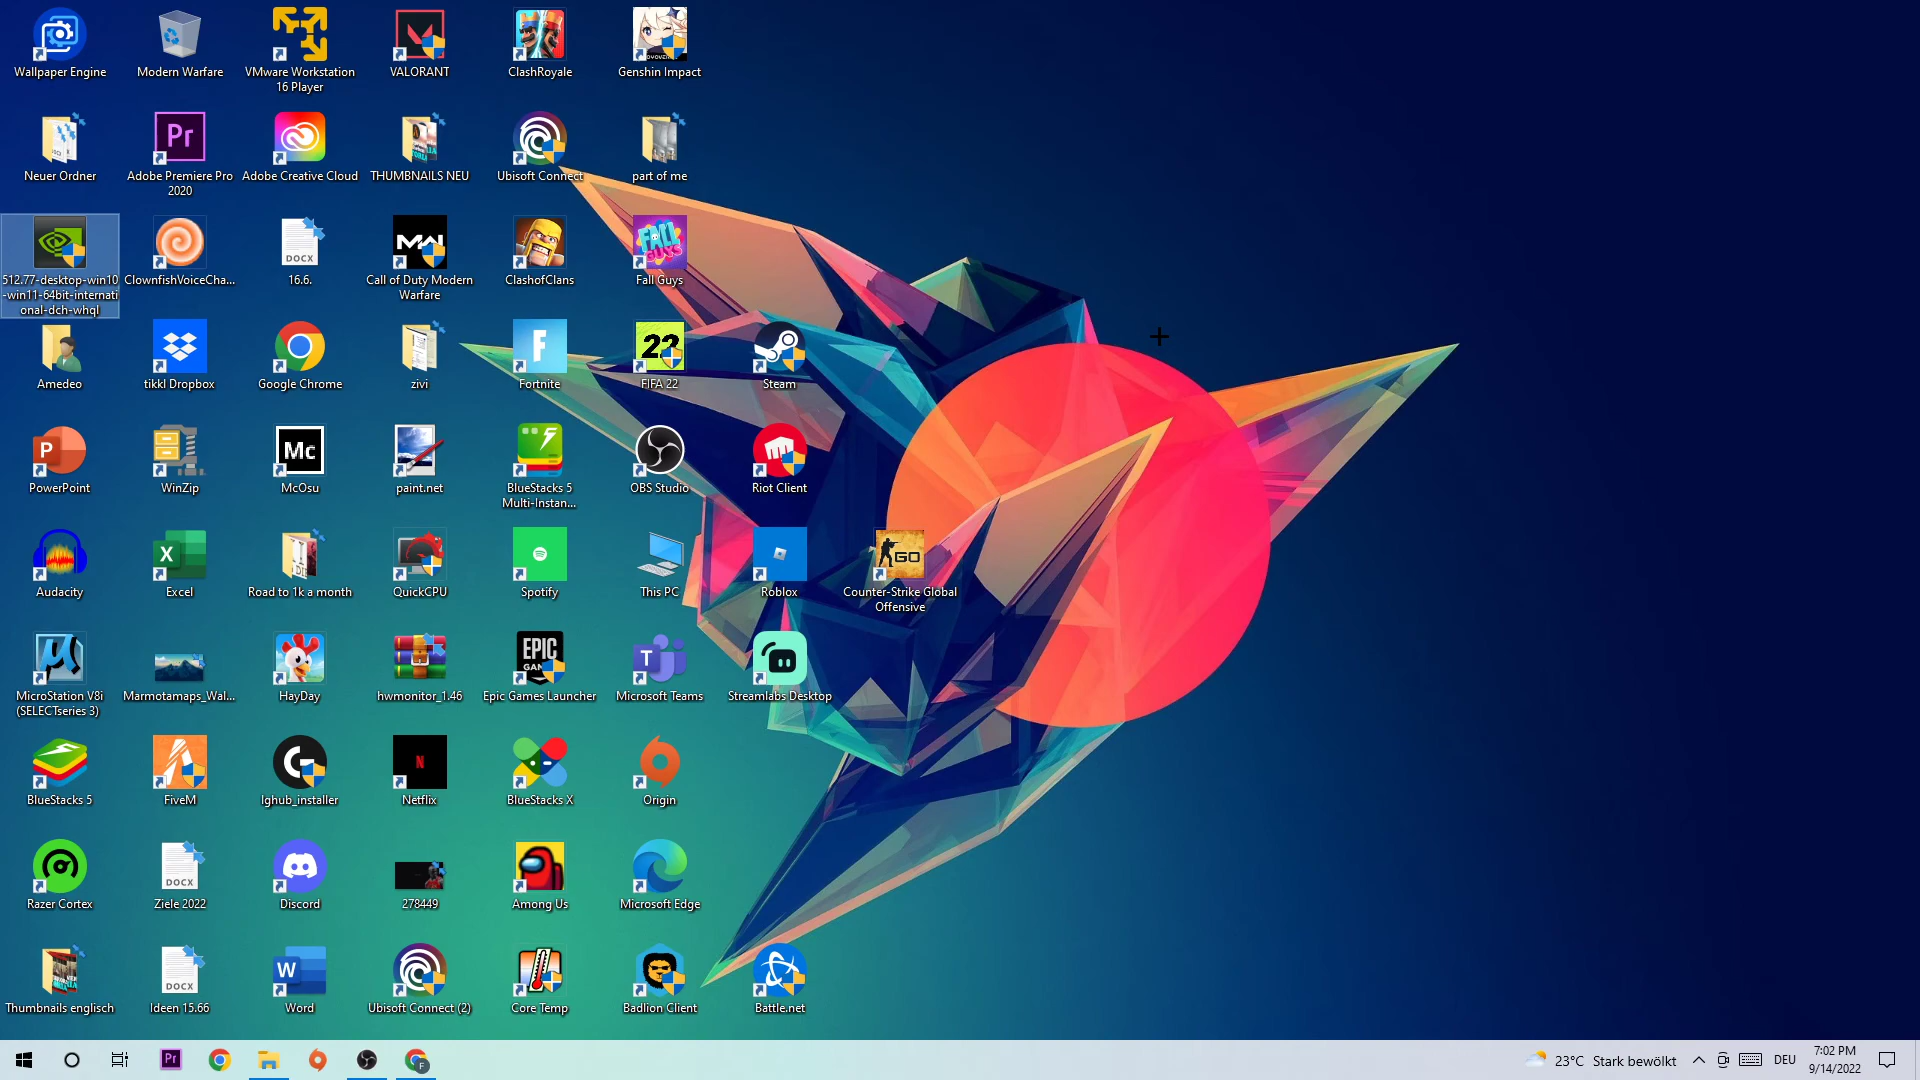 Wallpaper Engine
Modern Warfare
VMware Workstation
16 Player
VALORANT
ClashRoyale
Genshin Impact
Neuer Ordner
Adobe Premiere Pro
2020
Adobe Creative Cloud
THUMBNAILS NEU
Ubisoft Connect
part of me
512.77-desktop-win10
-win11-64bit-internati
onal-dch-whql
ClownfishVoiceCha...
16.6.
Call of Duty Modern
Warfare
ClashofClans
Fall Guys
Amedeo
tikkl Dropbox
Google Chrome
zivi
Fortnite
FIFA 22
Steam
PowerPoint
WinZip
McOsu
paint.net
BlueStacks 5
Multi-Instan...
OBS Studio
Riot Client
Audacity
Excel
Road to 1k a month
QuickCPU
Spotify
This PC
Roblox
Counter-Strike Global
Offensive
MicroStation V8i
(SELECTseries 3)
Marmotamaps_Wal...
HayDay
hwmonitor_1.46
Epic Games Launcher
Microsoft Teams
Streamlabs Desktop
BlueStacks 5
FiveM
lghub_installer
Netflix
BlueStacks X
Origin
Razer Cortex
Ziele 2022
Discord
278449
Among Us
Microsoft Edge
Thumbnails englisch
Ideen 15.66
Word
Ubisoft Connect (2)
Core Temp
Badlion Client
Battle.net
23°C Stark bewölkt
DEU
7:02 PM
9/14/2022